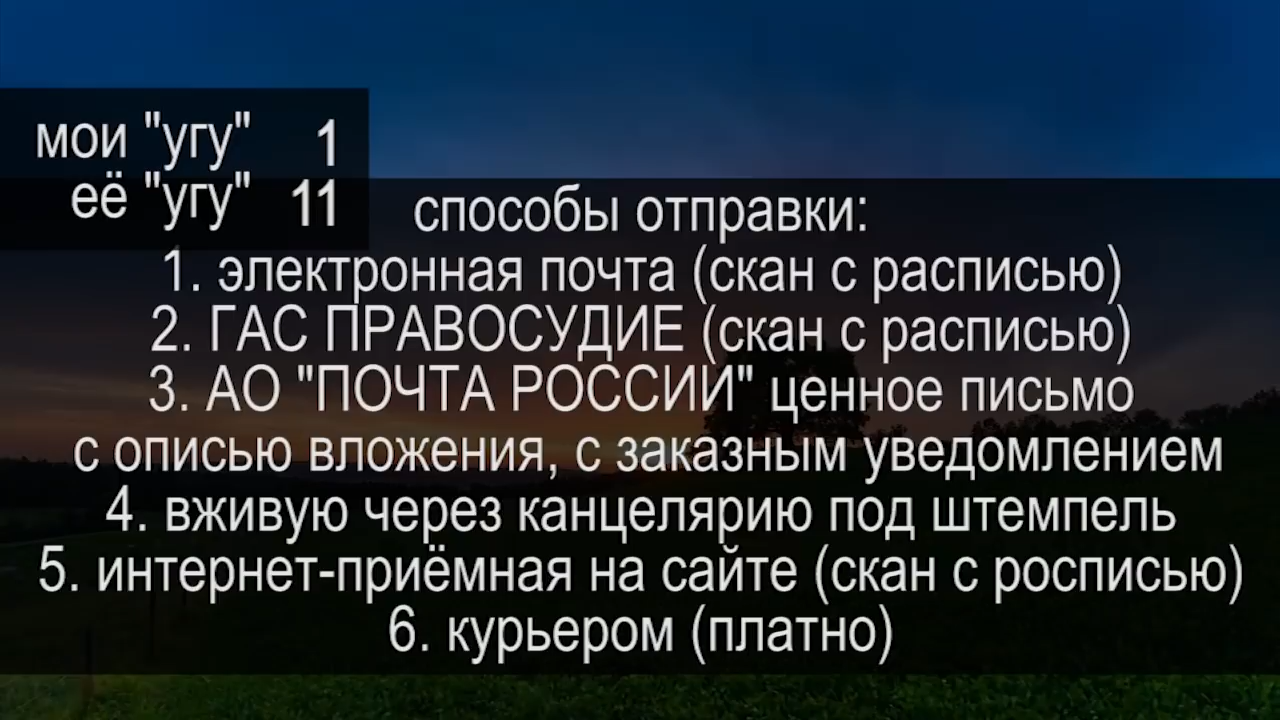 мои "угу" 1
её "угу" 11
способы отправки:
1. электронная почта (скан с расписью)
2. ГАС ПРАВОСУДИЕ (скан с расписью)
3. АО "ПОЧТА РОССИИ" ценное письмо
с описью вложения, с заказным уведомлением
4. вживую через канцелярию под штемпель
5. интернет-приёмная на сайте (скан с росписью)
6. курьером (платно)